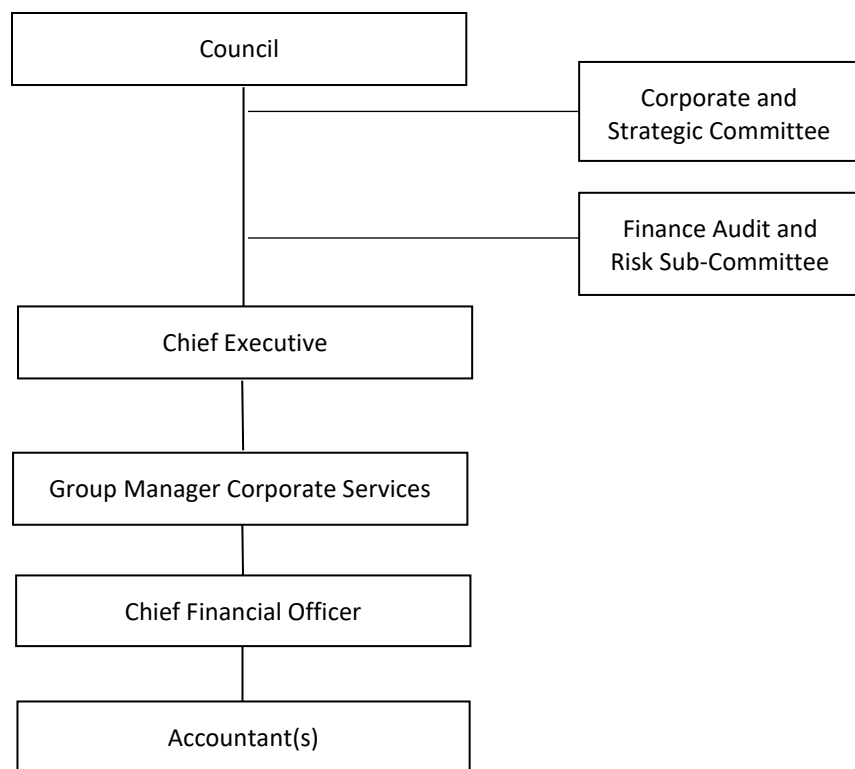 Council
Corporate and
Strategic Committee
Finance Audit and
Risk Sub-Committee
Chief Executive
Group Manager Corporate Services
Chief Financial Officer
Accountant(s)